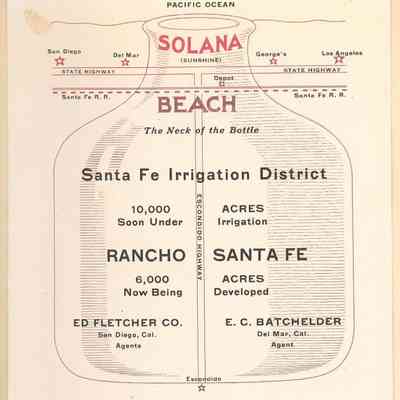 PACIFIC OCEAN
SOLANA
(SUNSHINE)
San Diego
Del Mar
George's
Los Angeles
STATE HIGHWAY
STATE HIGHWAY
Depot
Santa Fe R. R.
Santa Fe R. R.
BEACH
The Neck of the Bottle
Santa Fe Irrigation District
10,000 ACRES
Soon Under Irrigation
ESCONDIDO HIGHWAY
RANCHO SANTA FE
6,000 ACRES
Now Being Developed
ED FLETCHER CO. E. C. BATCHELDER
San Diego, Cal. Del Mar, Cal.
Agents Agent
Escondido